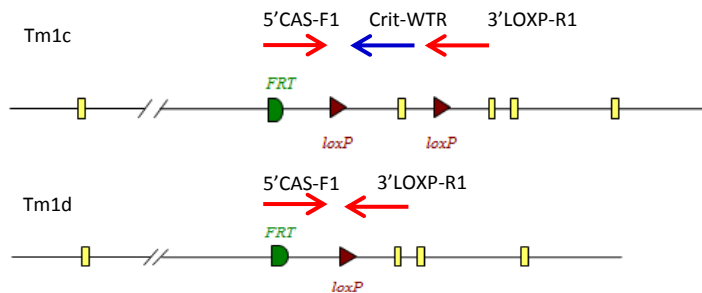 5'CAS-F1 Crit-WTR 3'LOXP-R1
Tm1c
FRT
loxP loxP
5'CAS-F1 3'LOXP-R1
Tm1d
FRT
loxP